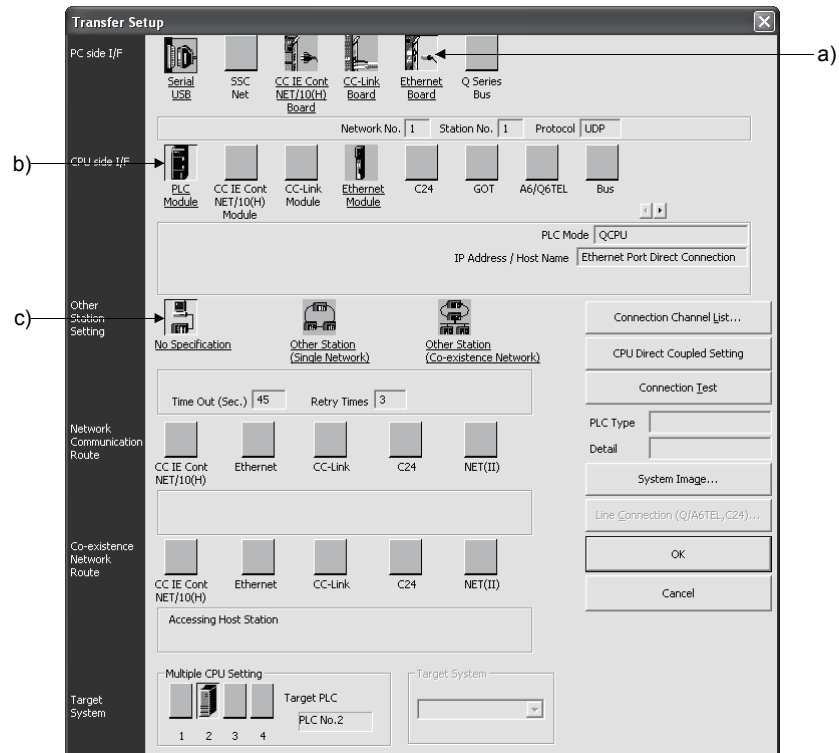 Transfer Setup
PC side I/F
Serial
USB
SSC
Net
CC IE Cont
NET/10(H)
Board
CC-Link
Board
Ethernet
Board
Q Series
Bus
a)
Network No. 1 Station No. 1 Protocol UDP
b)
CPU side I/F
PLC
Module
CC IE Cont
NET/10(H)
Module
CC-Link
Module
Ethernet
Module
C24
GOT
A6/Q6TEL
Bus
PLC Mode QCPU
IP Address / Host Name Ethernet Port Direct Connection
c)
Other
Station
Setting
No Specification
Other Station
(Single Network)
Other Station
(Co-existence Network)
Time Out (Sec.) 45 Retry Times 3
Connection Channel List...
CPU Direct Coupled Setting
Connection Test
PLC Type
Detail
System Image...
Line Connection (Q/A6TEL,C24)...
OK
Cancel
Network
Communication
Route
CC IE Cont
NET/10(H)
Ethernet
CC-Link
C24
NET(II)
Co-existence
Network
Route
CC IE Cont
NET/10(H)
Ethernet
CC-Link
C24
NET(II)
Accessing Host Station
Target
System
Multiple CPU Setting
1 2 3 4
Target PLC
PLC No.2
Target System